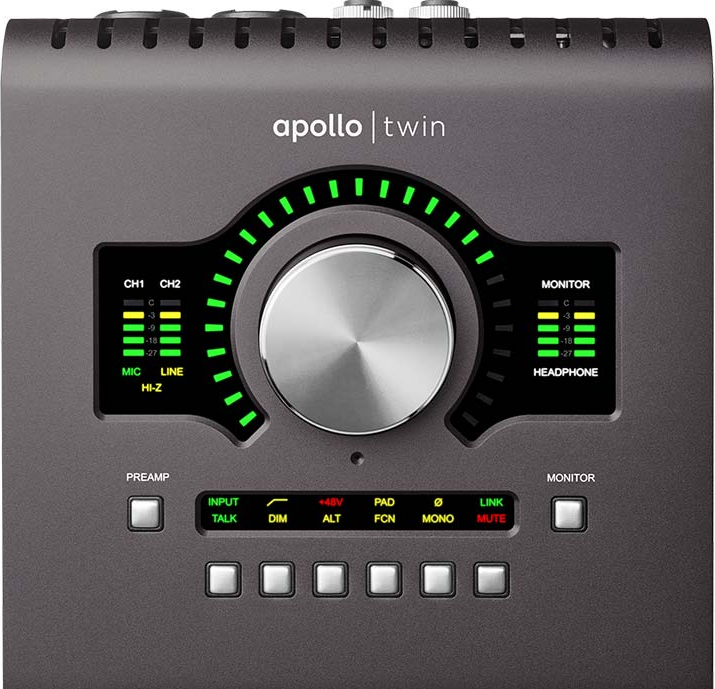 apollo | twin
CH1 CH2
C
-3
-9
-18
-27
MIC LINE
HI-Z
MONITOR
C
-3
-9
-18
-27
HEADPHONE
PREAMP
MONITOR
INPUT +48V PAD Ø LINK
TALK DIM ALT FCN MONO MUTE